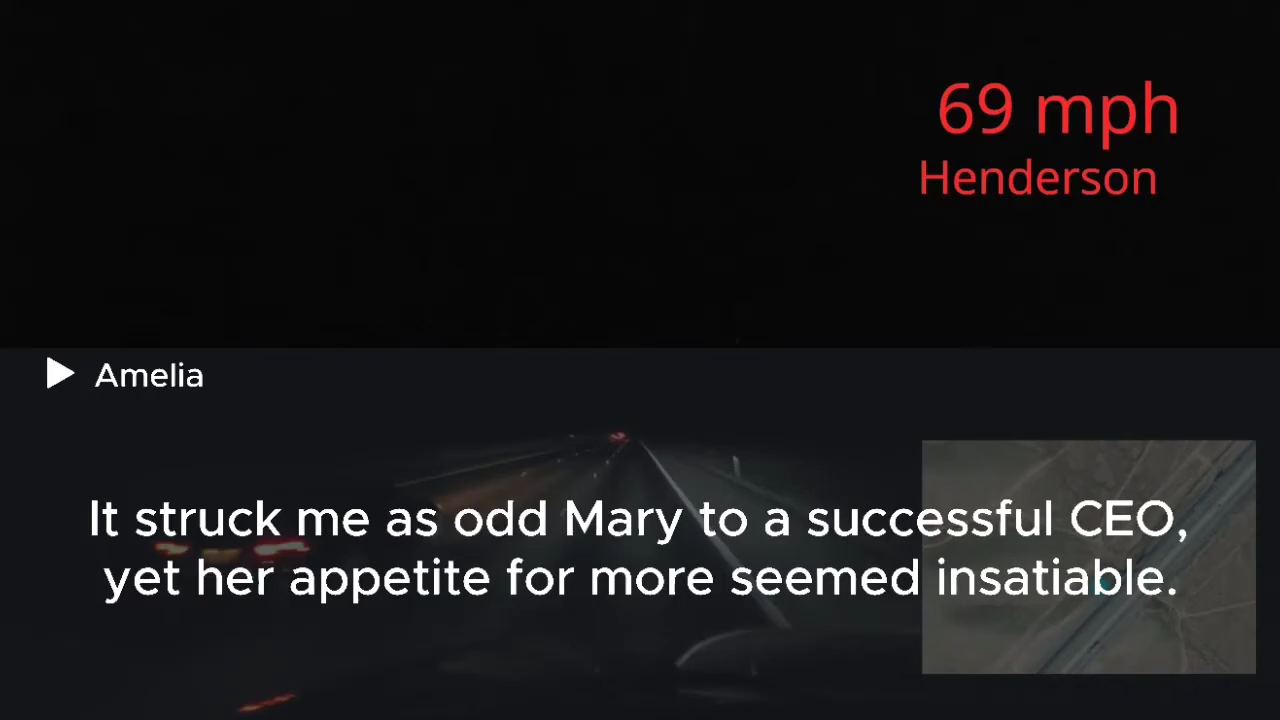 69 mph
Henderson
Amelia
It struck me as odd Mary to a successful CEO,
yet her appetite for more seemed insatiable.